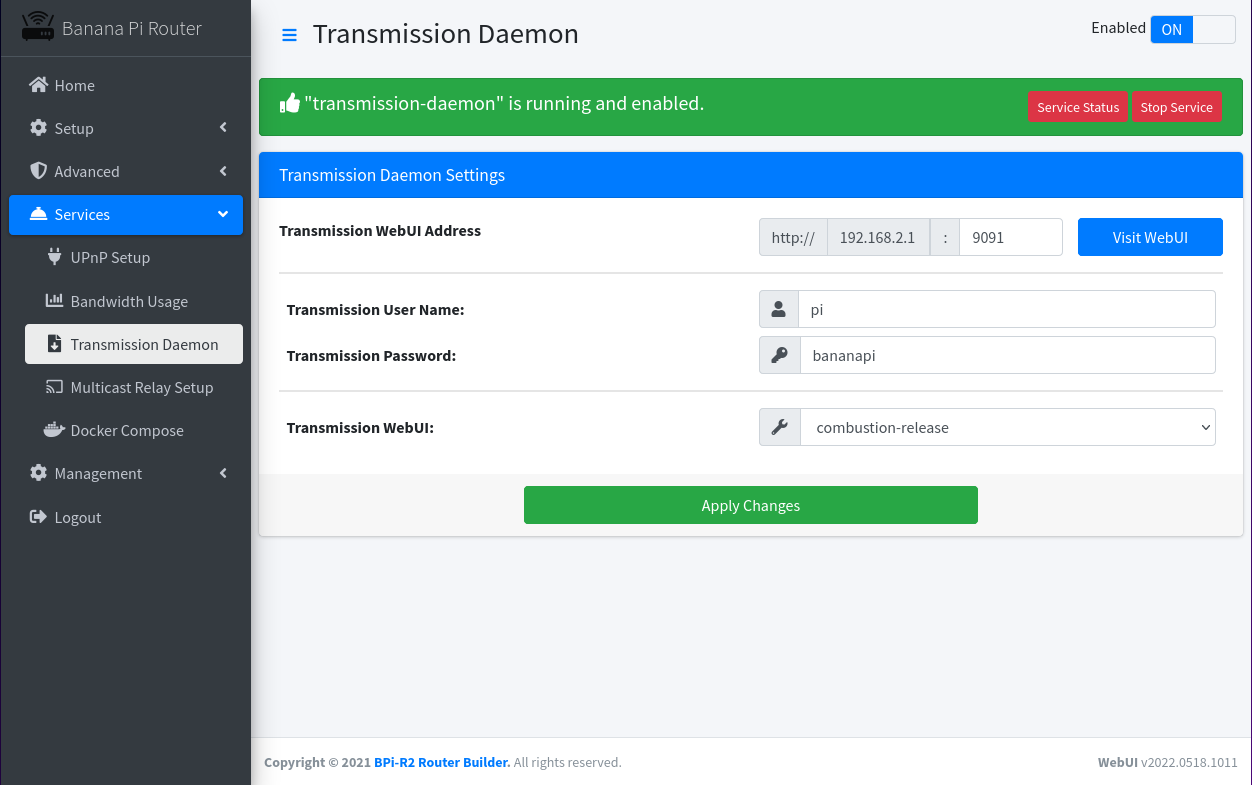 Banana Pi Router
Home
Setup
Advanced
Services
UPnP Setup
Bandwidth Usage
Transmission Daemon
Multicast Relay Setup
Docker Compose
Management
Logout
Transmission Daemon
Enabled ON
"transmission-daemon" is running and enabled.
Service Status Stop Service
Transmission Daemon Settings
Transmission WebUI Address http:// 192.168.2.1 : 9091 Visit WebUI
Transmission User Name: pi
Transmission Password: bananapi
Transmission WebUI: combustion-release
Apply Changes
Copyright © 2021 BPi-R2 Router Builder. All rights reserved. WebUI v2022.0518.1011